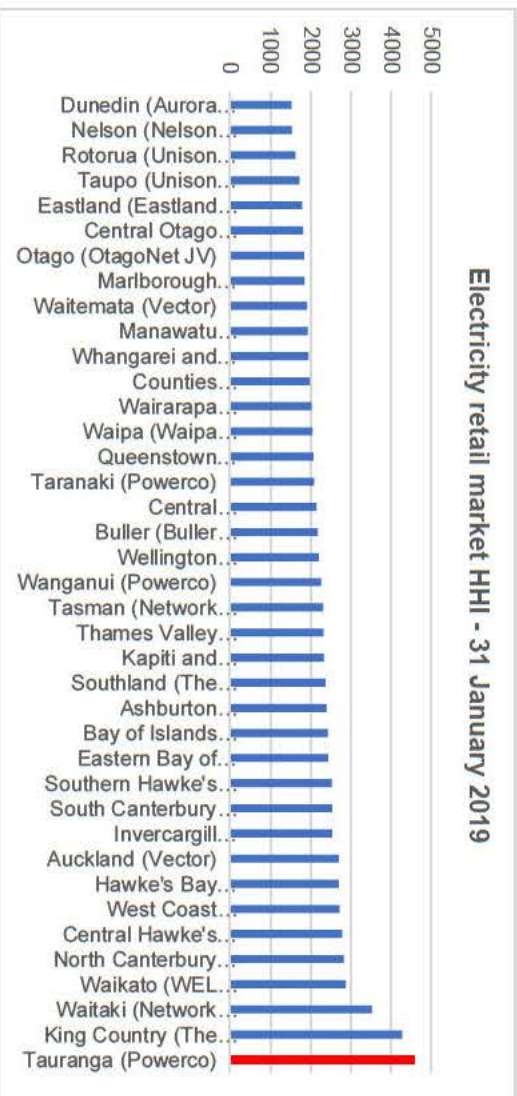 Electricity retail market HHI - 31 January 2019
5000
4000
3000
2000
1000
0
Dunedin (Aurora...
Nelson (Nelson...
Rotorua (Unison...
Taupo (Unison...
Eastland (Eastland...
Central Otago...
Otago (OtagoNet JV)
Marlborough...
Waitemata (Vector)
Manawatu...
Whangarei and...
Counties...
Wairarapa...
Waipa (Waipa...
Queenstown...
Taranaki (Powerco)
Central...
Buller (Buller...
Wellington...
Wanganui (Powerco)
Tasman (Network...
Thames Valley...
Kapiti and...
Southland (The...
Ashburton...
Bay of Islands...
Eastern Bay of...
Southern Hawke's...
South Canterbury...
Invercargill...
Auckland (Vector)
Hawke's Bay...
West Coast...
Central Hawke's...
North Canterbury...
Waikato (WEL...
Waitaki (Network...
King Country (The...
Tauranga (Powerco)